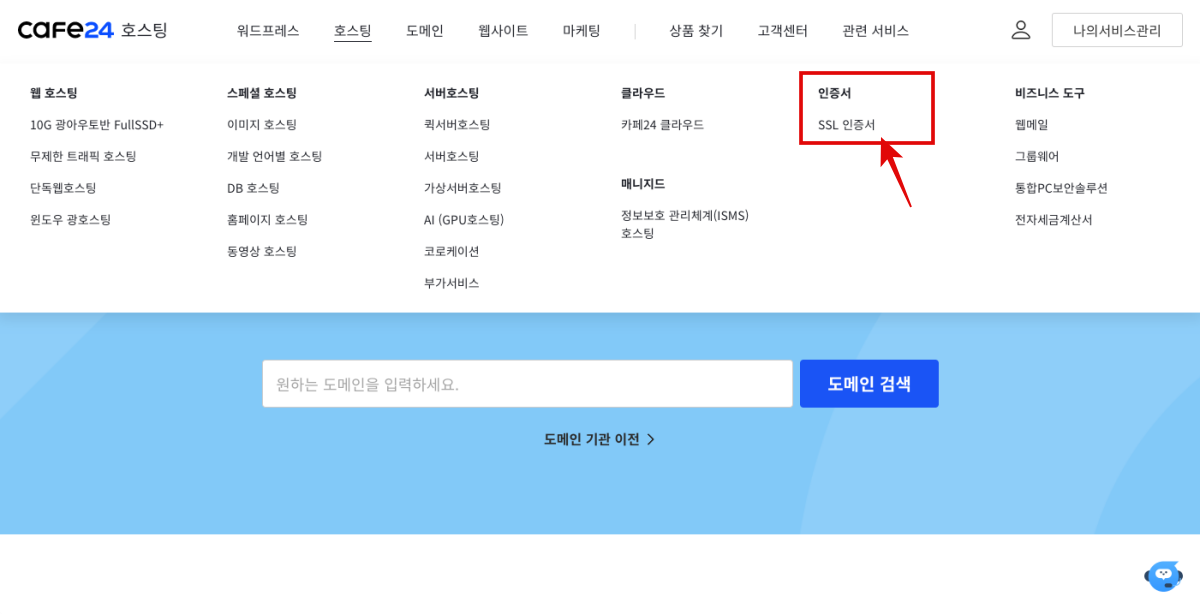 cafe24 호스팅
워드프레스 호스팅 도메인 웹사이트 마케팅 상품 찾기 고객센터 관련 서비스 나의서비스관리
웹 호스팅
10G 광아우토반 FullSSD+
무제한 트래픽 호스팅
단독웹호스팅
윈도우 광호스팅
스페셜 호스팅
이미지 호스팅
개발 언어별 호스팅
DB 호스팅
홈페이지 호스팅
동영상 호스팅
서버호스팅
퀵서버호스팅
서버호스팅
가상서버호스팅
AI (GPU호스팅)
코로케이션
부가서비스
클라우드
카페24 클라우드
매니지드
정보보호 관리체계(ISMS)
호스팅
인증서
SSL 인증서
비즈니스 도구
웹메일
그룹웨어
통합PC보안솔루션
전자세금계산서
원하는 도메인을 입력하세요.
도메인 검색
도메인 기관 이전 >